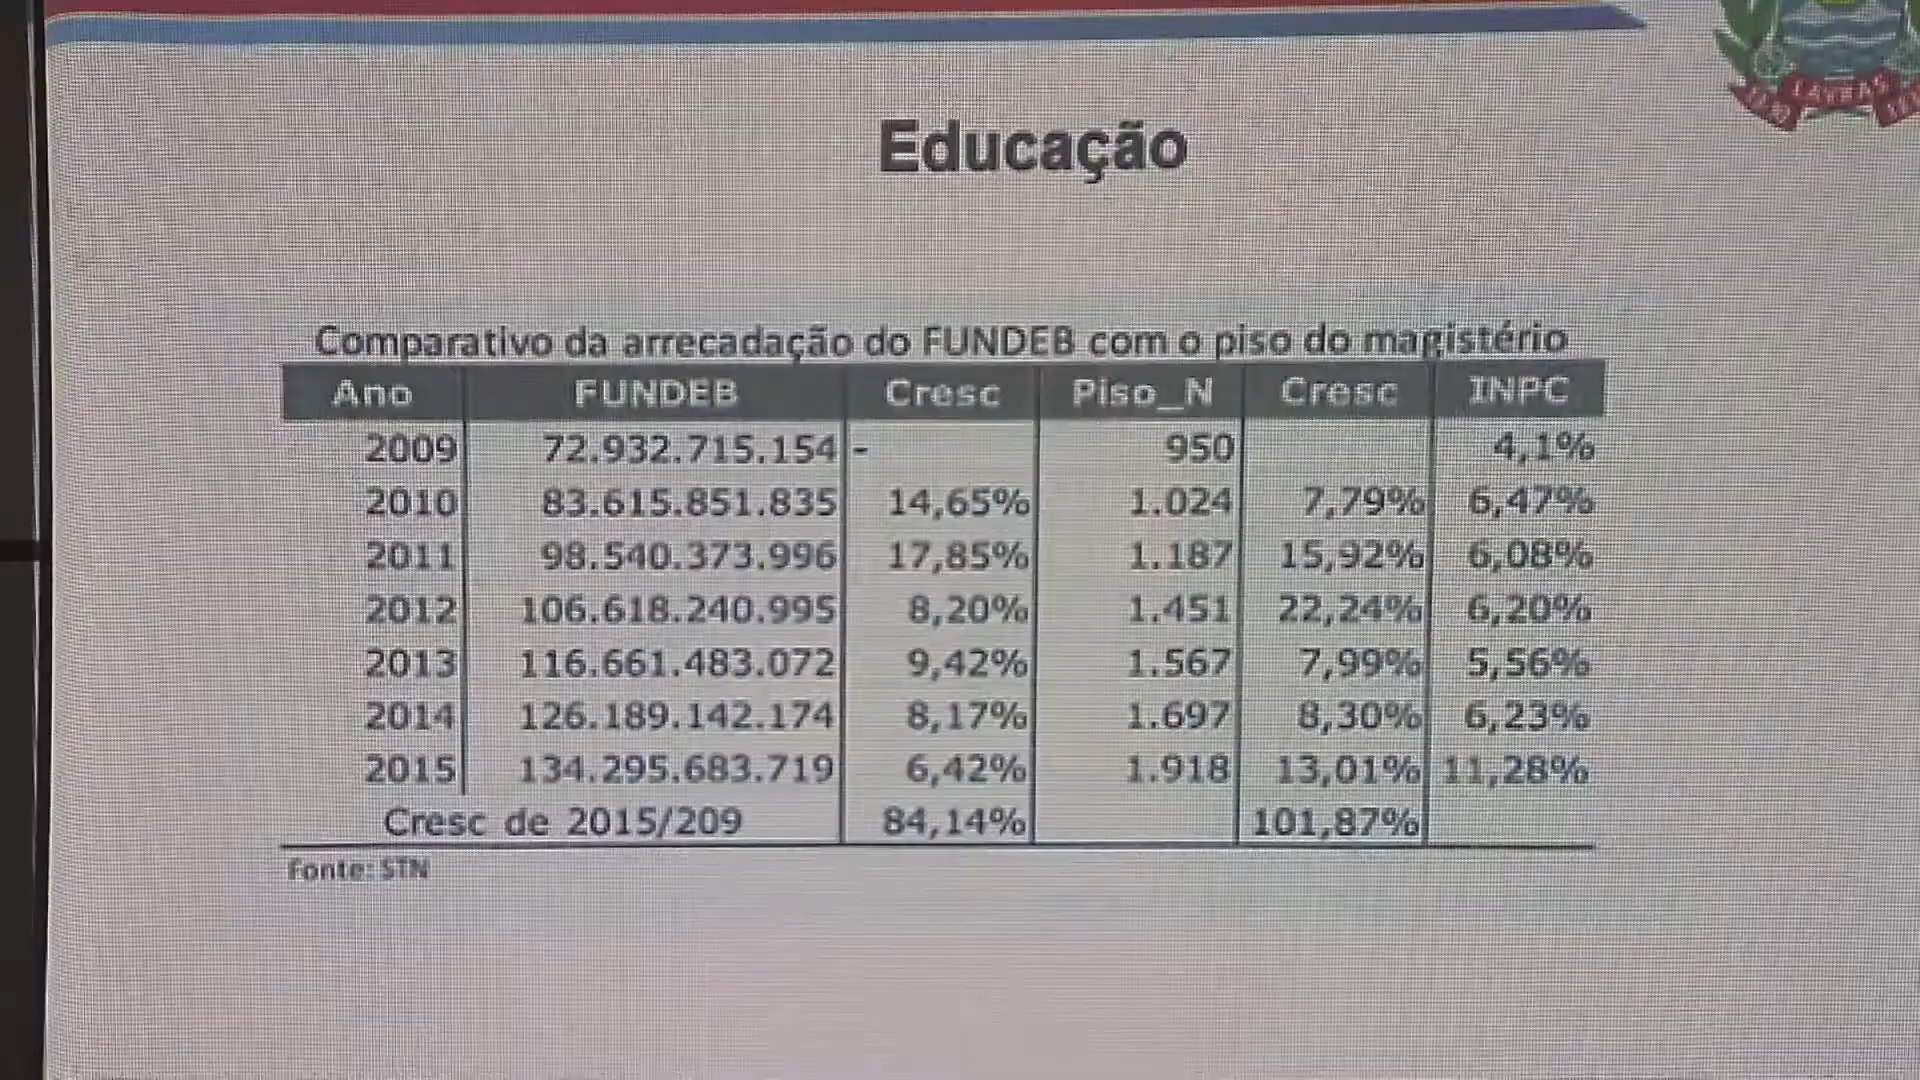 LAVRAS
Educação
Comparativo da arrecadação do FUNDEB com o piso do magistério
Ano FUNDEB Cresc Piso_N Cresc INPC
2009 72.932.715.154 - 950 4,1%
2010 83.615.851.835 14,65% 1.024 7,79% 6,47%
2011 98.540.373.996 17,85% 1.187 15,92% 6,08%
2012 106.618.240.995 8,20% 1.451 22,24% 6,20%
2013 116.661.483.072 9,42% 1.567 7,99% 5,56%
2014 126.189.142.174 8,17% 1.697 8,30% 6,23%
2015 134.295.683.719 6,42% 1.918 13,01% 11,28%
Cresc de 2015/209 84,14% 101,87%
Fonte: STN